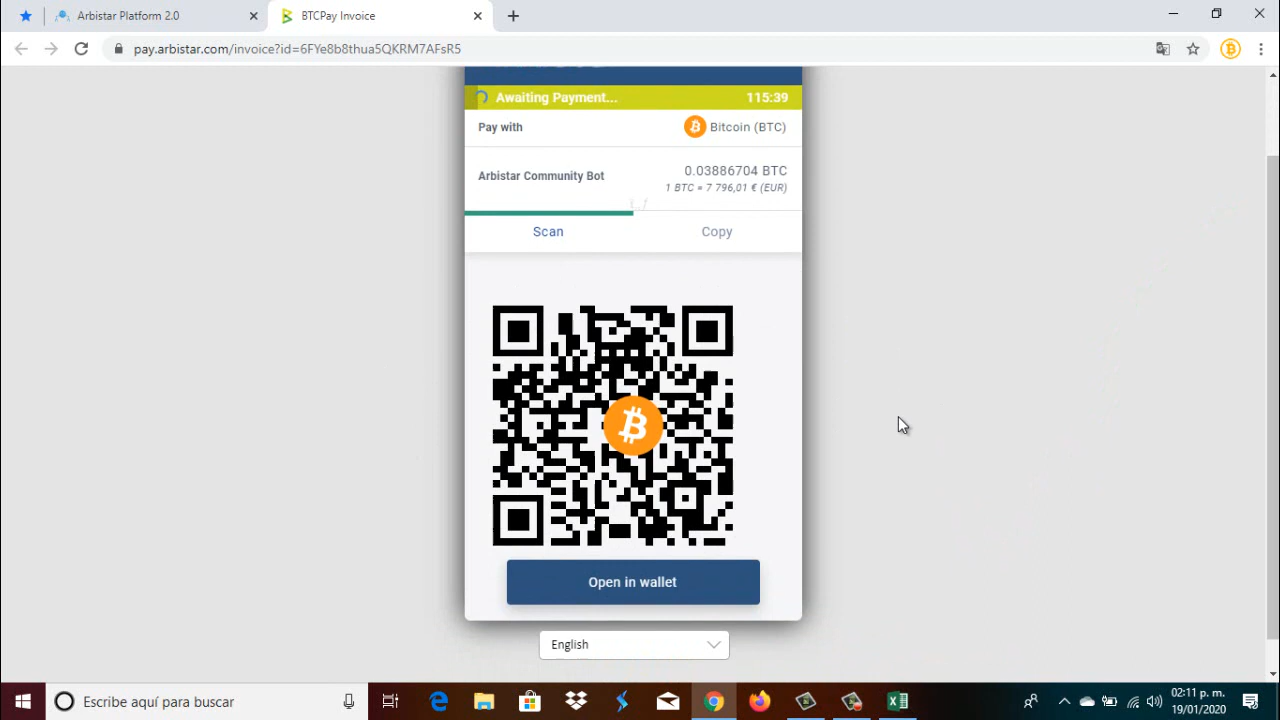 Arbistar Platform 2.0
BTCPay Invoice
pay.arbistar.com/invoice?id=6FYe8b8thua5QKRM7AFsR5
Awaiting Payment...
115:39
Pay with
Bitcoin (BTC)
Arbistar Community Bot
0.03886704 BTC
1 BTC = 7 796,01 € (EUR)
Scan
Copy
Open in wallet
English
Escribe aquí para buscar
02:11 p. m.
19/01/2020